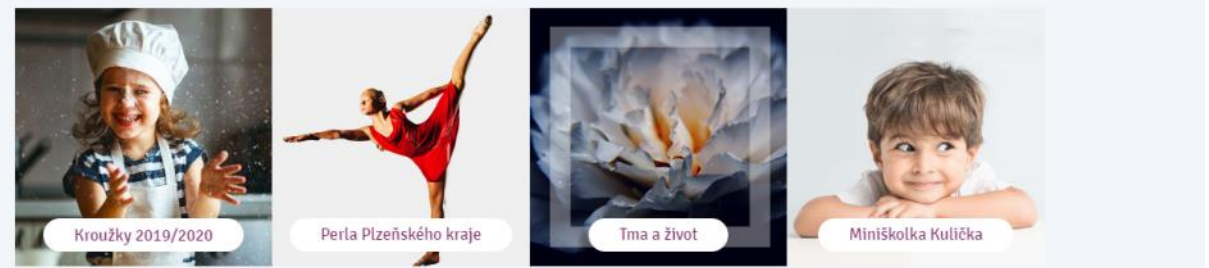 Kroužky 2019/2020
Perla Plzeňského kraje
Tma a život
Miniškolka Kulička